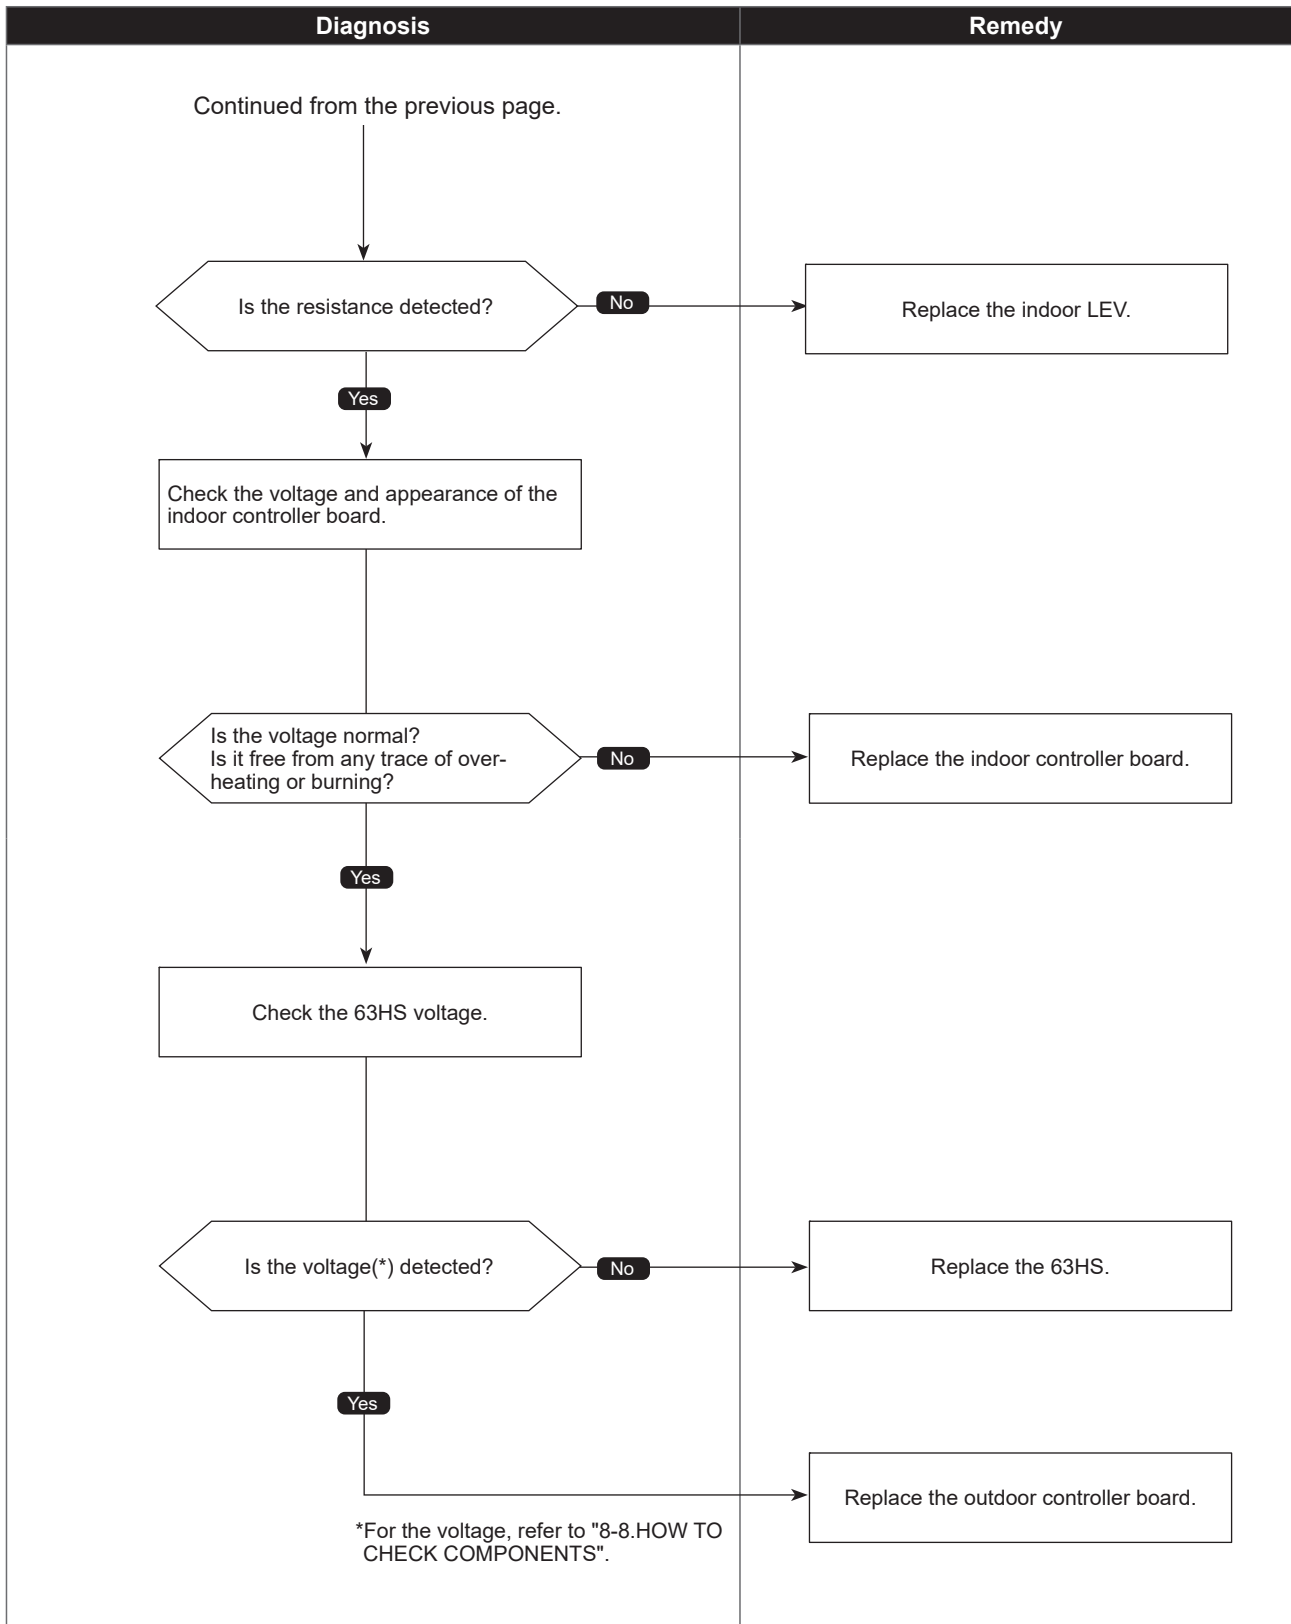 Diagnosis
Remedy
Continued from the previous page.
Is the resistance detected?
No
Replace the indoor LEV.
Yes
Check the voltage and appearance of the
indoor controller board.
Is the voltage normal?
Is it free from any trace of over-
heating or burning?
No
Replace the indoor controller board.
Yes
Check the 63HS voltage.
Is the voltage(*) detected?
No
Replace the 63HS.
Yes
Replace the outdoor controller board.
*For the voltage, refer to "8-8.HOW TO
CHECK COMPONENTS".